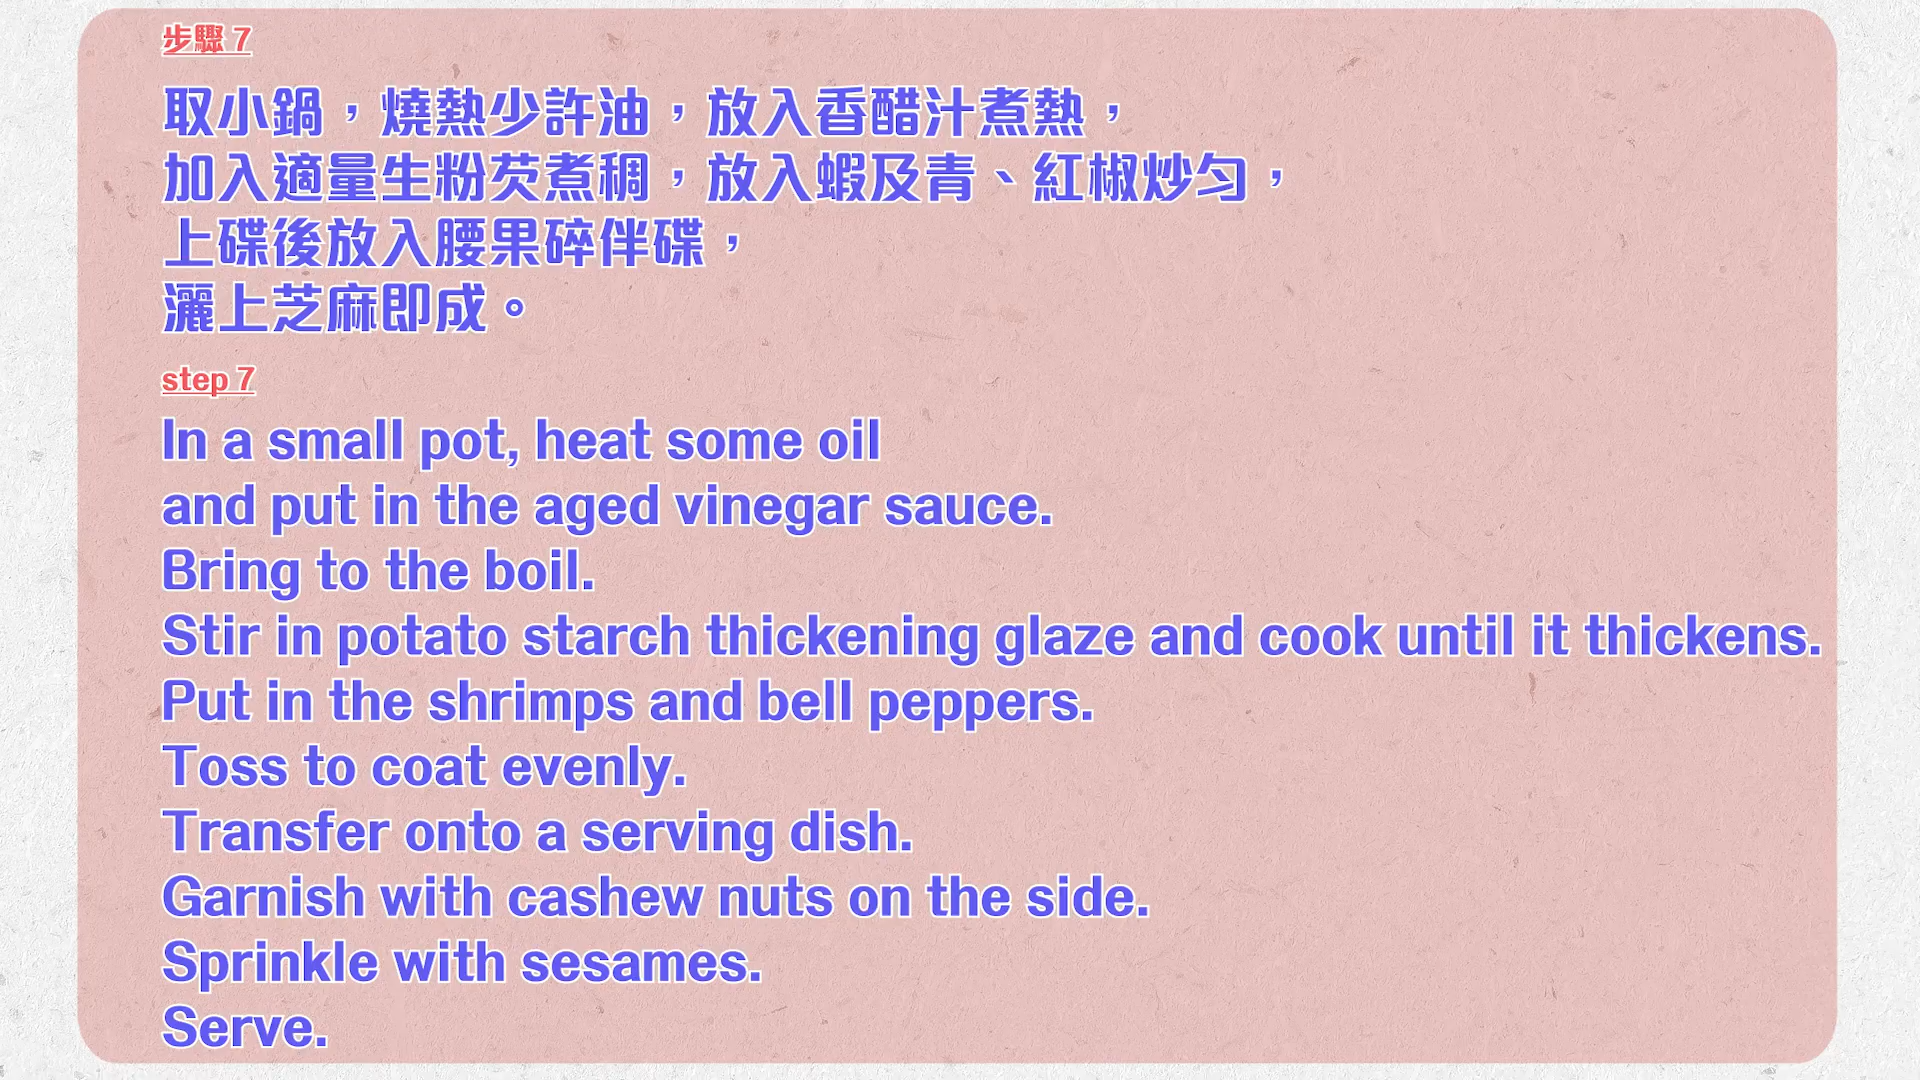 步驟 7
取小鍋，燒熱少許油，放入香醋汁煮熱，
加入適量生粉芡煮稠，放入蝦及青、紅椒炒勻，
上碟後放入腰果碎伴碟，
灑上芝麻即成。
step 7
In a small pot, heat some oil
and put in the aged vinegar sauce.
Bring to the boil.
Stir in potato starch thickening glaze and cook until it thickens.
Put in the shrimps and bell peppers.
Toss to coat evenly.
Transfer onto a serving dish.
Garnish with cashew nuts on the side.
Sprinkle with sesames.
Serve.